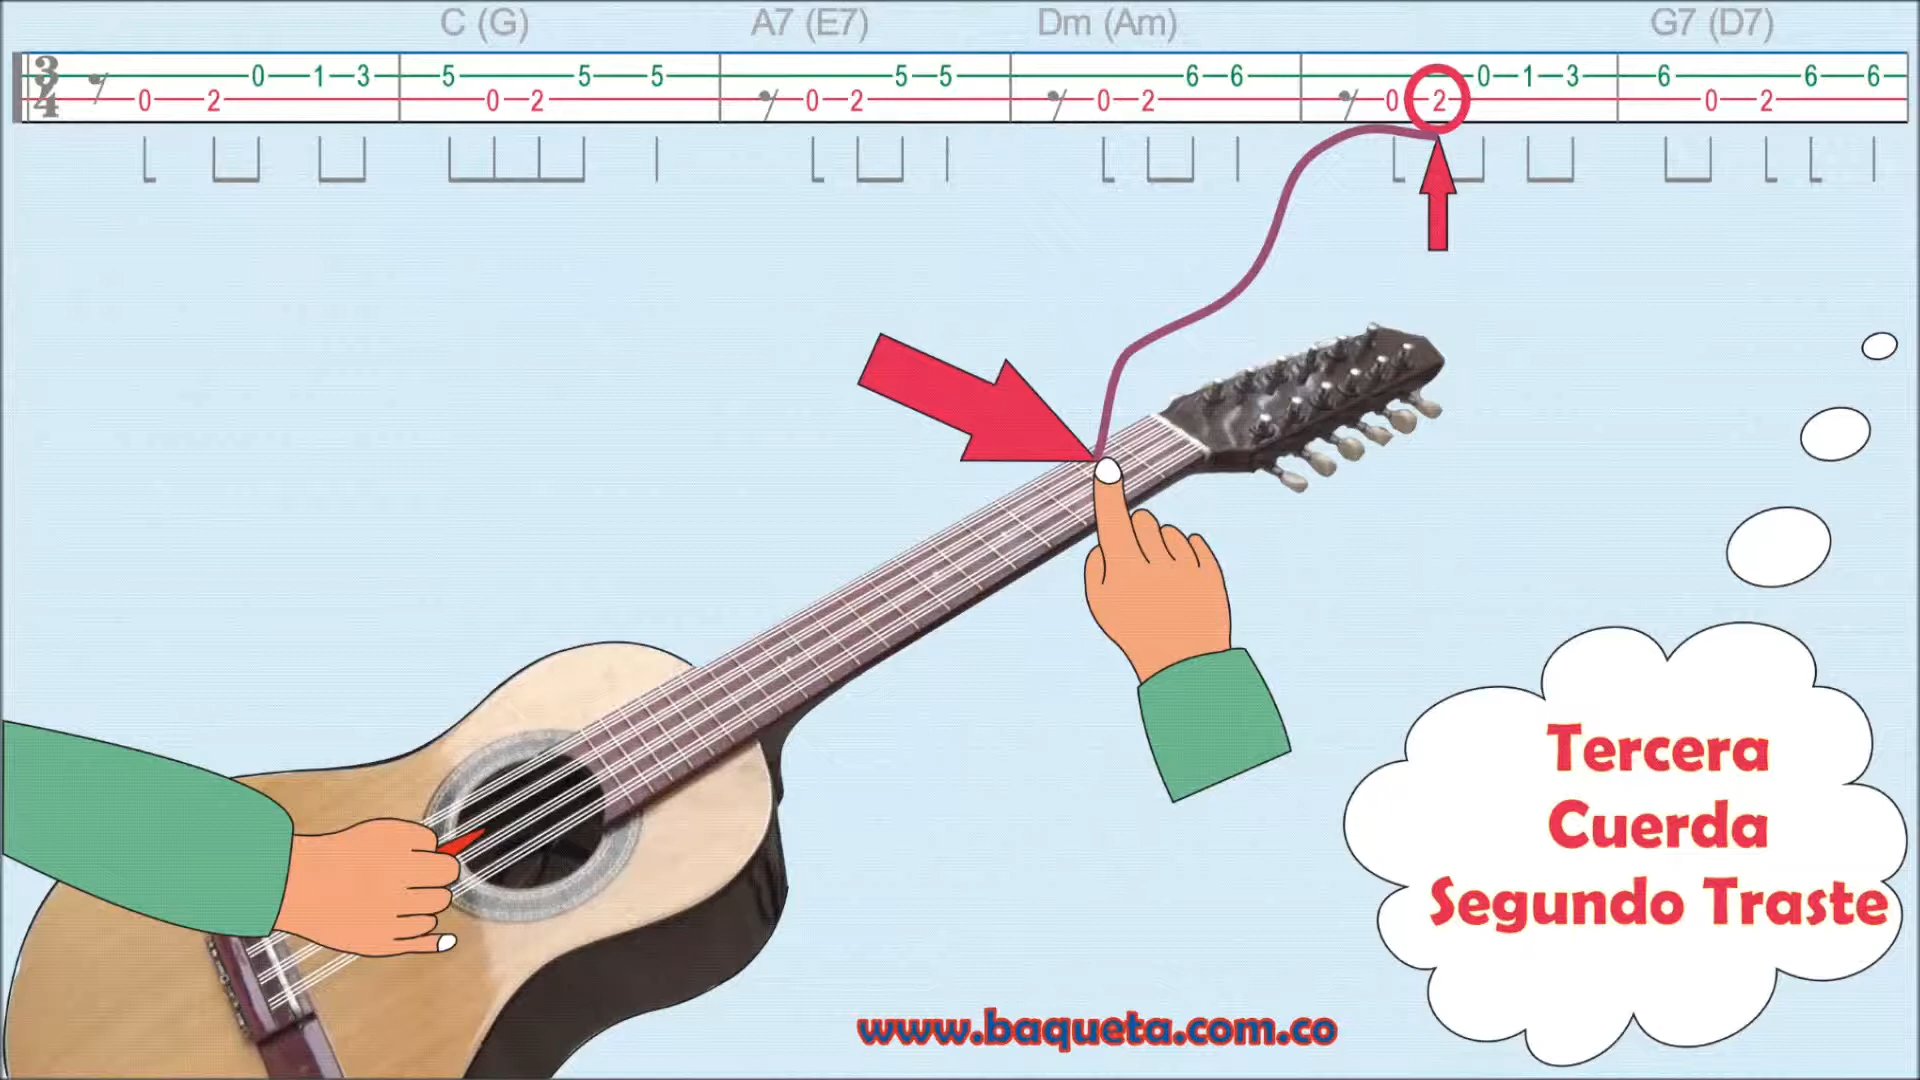 C (G) A7 (E7) Dm (Am) G7 (D7)
3 0 1 3 5 5 5 5 5 6 6 0 1 3 6 6 6
4 0 2 0 2 0 2 0 2 0 2 0 2
Tercera
Cuerda
Segundo Traste
www.baqueta.com.co